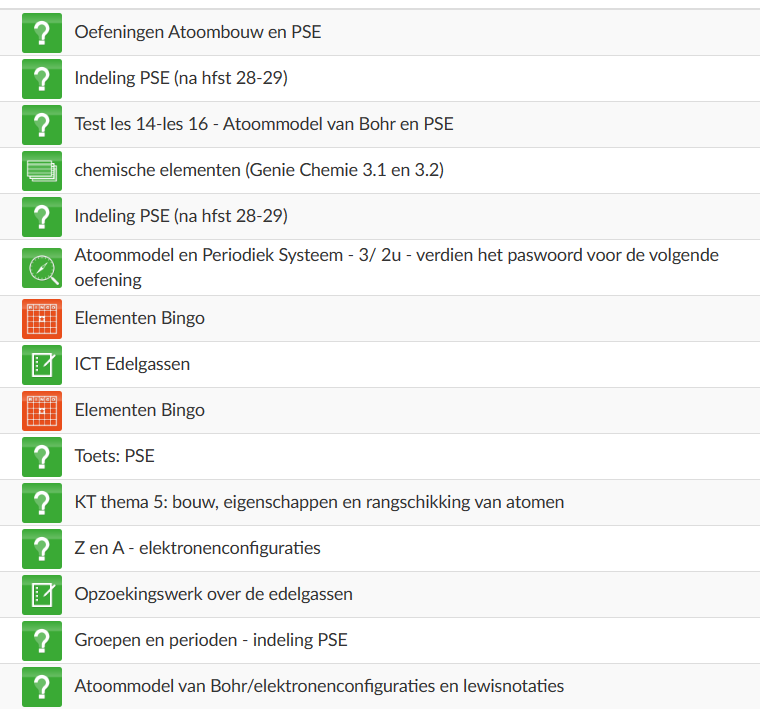 Oefeningen Atoombouw en PSE
Indeling PSE (na hfst 28-29)
Test les 14-les 16 - Atoommodel van Bohr en PSE
chemische elementen (Genie Chemie 3.1 en 3.2)
Indeling PSE (na hfst 28-29)
Atoommodel en Periodiek Systeem - 3/ 2u - verdien het paswoord voor de volgende
oefening
Elementen Bingo
ICT Edelgassen
Elementen Bingo
Toets: PSE
KT thema 5: bouw, eigenschappen en rangschikking van atomen
Z en A - elektronenconfiguraties
Opzoekingswerk over de edelgassen
Groepen en perioden - indeling PSE
Atoommodel van Bohr/elektronenconfiguraties en lewisnotaties